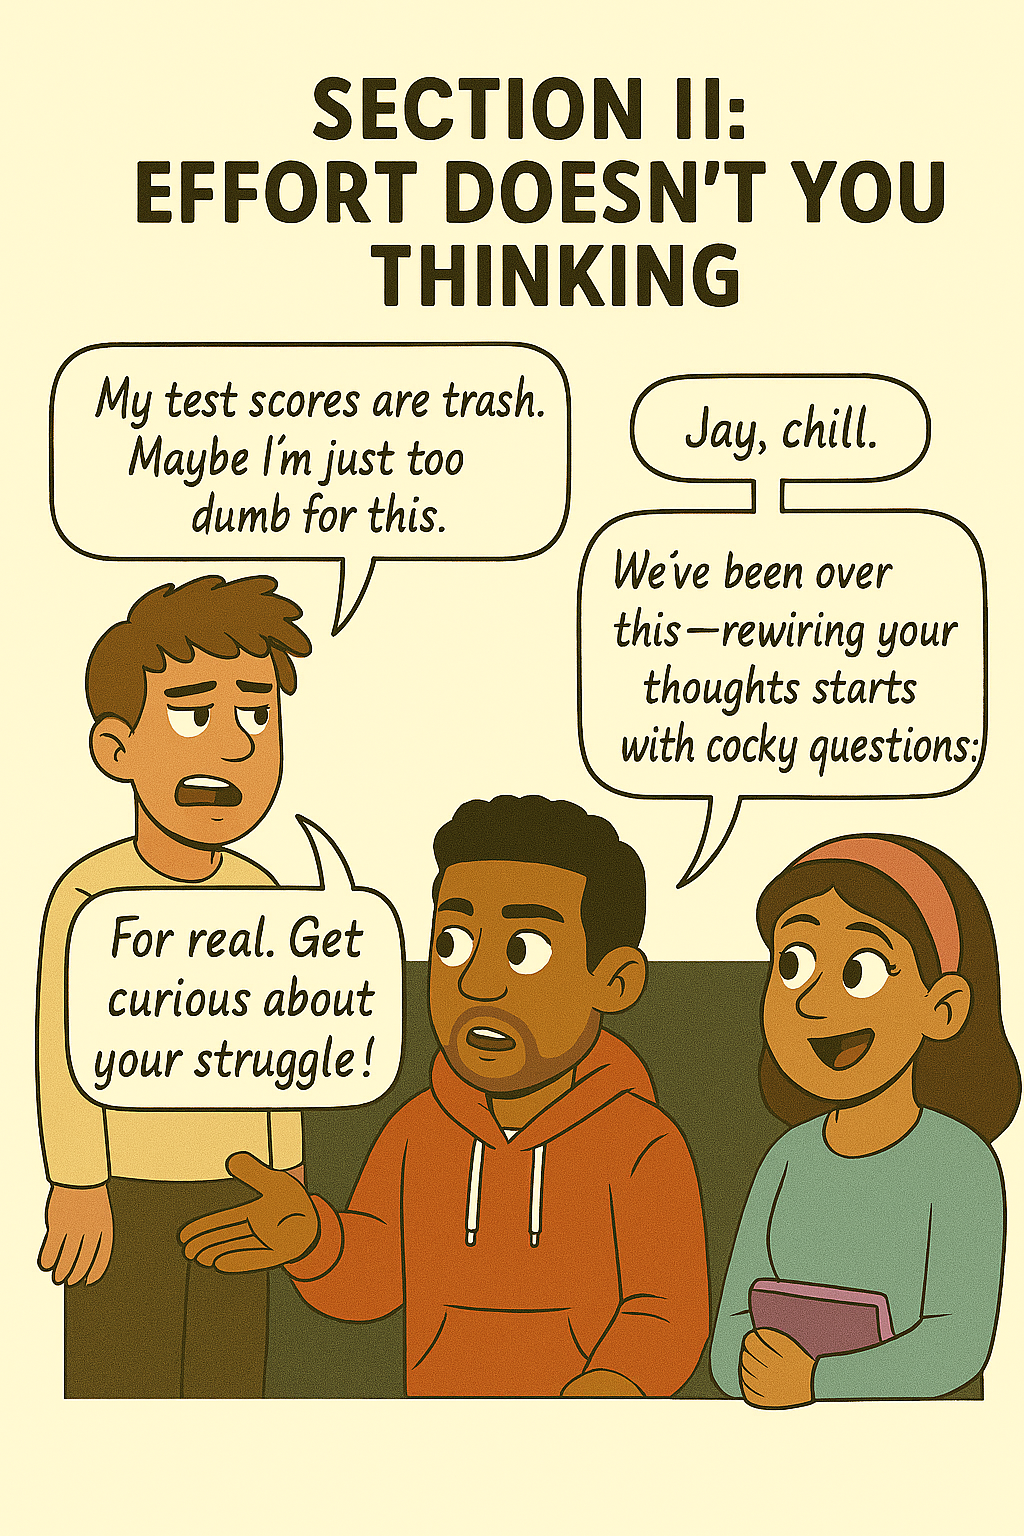 SECTION II:
EFFORT DOESN'T YOU
THINKING
My test scores are trash.
Maybe I'm just too
dumb for this.
Jay, chill.
We've been over
this—rewiring your
thoughts starts
with cocky questions:
For real. Get
curious about
your struggle!